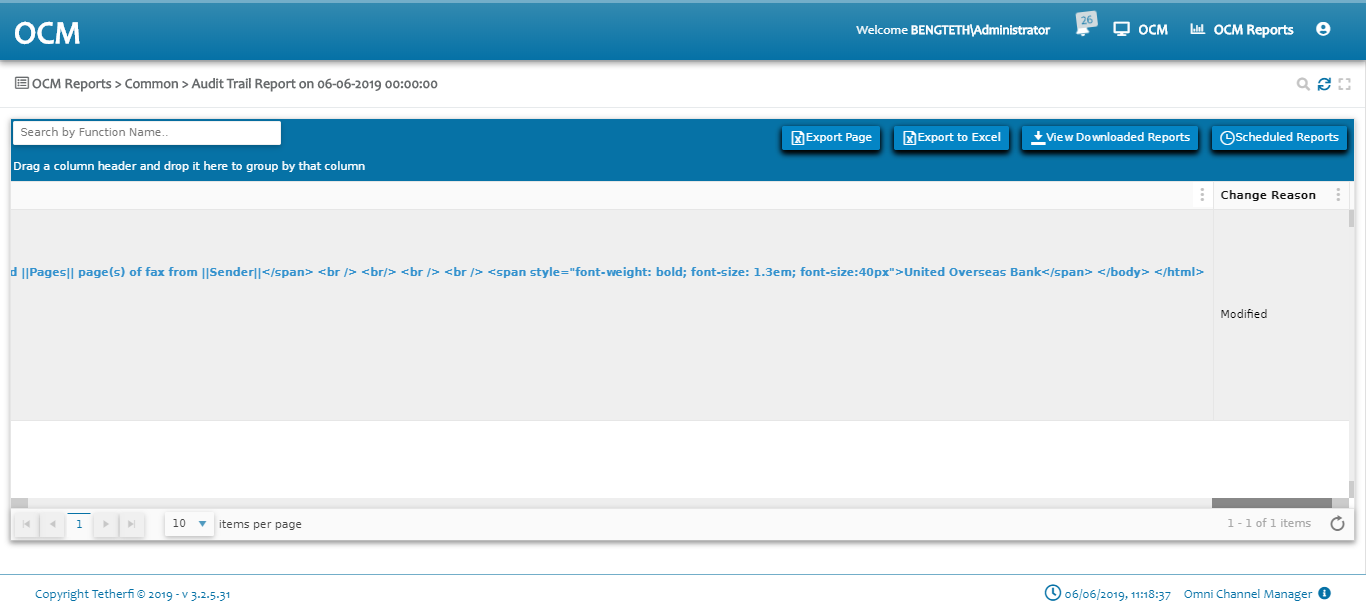 OCM
Welcome BENGTETH\Administrator
26
OCM
OCM Reports
OCM Reports > Common > Audit Trail Report on 06-06-2019 00:00:00
Search by Function Name..
Export Page
Export to Excel
View Downloaded Reports
Scheduled Reports
Drag a column header and drop it here to group by that column
Change Reason
d ||Pages|| page(s) of fax from ||Sender||</span> <br /> <br/> <br /> <br /> <span style="font-weight: bold; font-size: 1.3em; font-size:40px">United Overseas Bank</span> </body> </html>
Modified
1
10
items per page
1 - 1 of 1 items
Copyright Tetherfi © 2019 - v 3.2.5.31
06/06/2019, 11:18:37
Omni Channel Manager